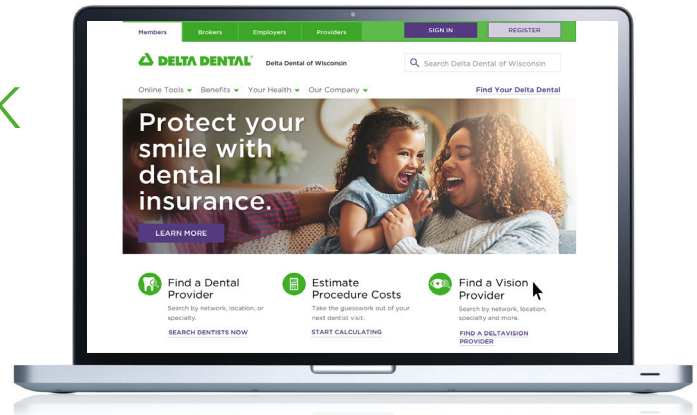 K
Members Brokers Employers Providers SIGN IN REGISTER
DELTA DENTAL® Delta Dental of Wisconsin Search Delta Dental of Wisconsin
Online Tools Benefits Your Health Our Company Find Your Delta Dental
Protect your
smile with
dental
insurance.
LEARN MORE
Find a Dental
Provider
Search by network, location, or
specialty.
SEARCH DENTISTS NOW
Estimate
Procedure Costs
Take the guesswork out of your
next dentist visit.
START CALCULATING
Find a Vision
Provider
Search by network, location,
specialty and more.
FIND A DELTAVISION
PROVIDER